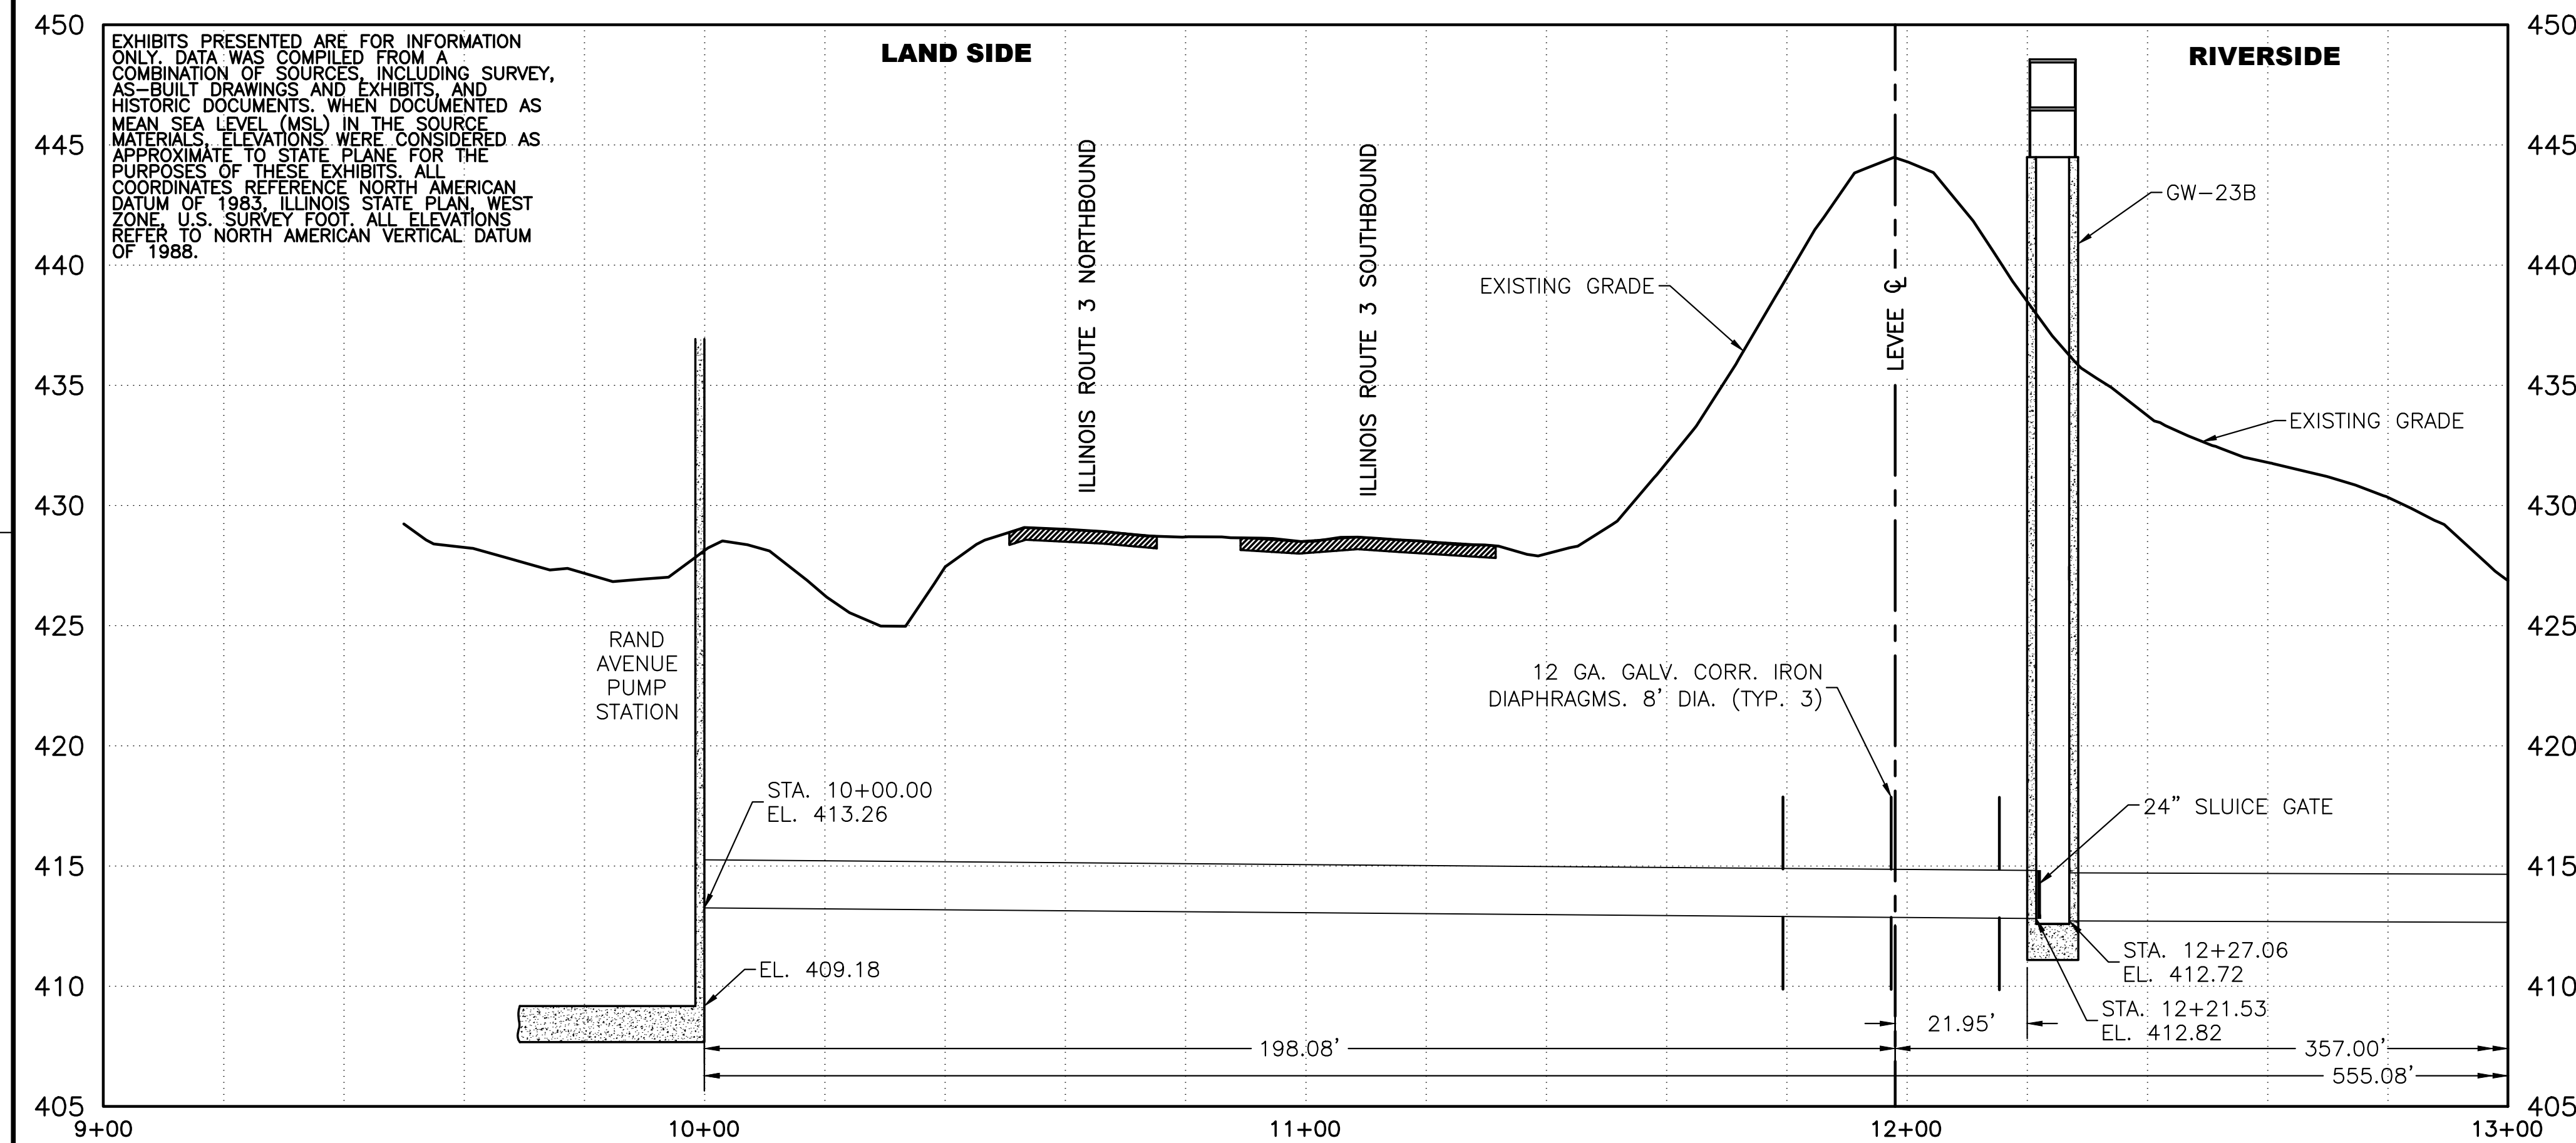 450
EXHIBITS PRESENTED ARE FOR INFORMATION
ONLY. DATA WAS COMPILED FROM A
COMBINATION OF SOURCES, INCLUDING SURVEY,
AS-BUILT DRAWINGS AND EXHIBITS, AND
HISTORIC DOCUMENTS. WHEN DOCUMENTED AS
MEAN SEA LEVEL (MSL) IN THE SOURCE
MATERIALS, ELEVATIONS WERE CONSIDERED AS
APPROXIMATE TO STATE PLANE FOR THE
PURPOSES OF THESE EXHIBITS. ALL
COORDINATES REFERENCE NORTH AMERICAN
DATUM OF 1983, ILLINOIS STATE PLAN, WEST
ZONE, U.S. SURVEY FOOT. ALL ELEVATIONS
REFER TO NORTH AMERICAN VERTICAL DATUM
OF 1988.
LAND SIDE
RIVERSIDE
450
445
445
ILLINOIS ROUTE 3 NORTHBOUND
ILLINOIS ROUTE 3 SOUTHBOUND
GW-23B
440
440
EXISTING GRADE
LEVEE ℄
435
435
EXISTING GRADE
430
430
425
425
RAND
AVENUE
PUMP
STATION
12 GA. GALV. CORR. IRON
DIAPHRAGMS. 8' DIA. (TYP. 3)
420
420
STA. 10+00.00
EL. 413.26
24" SLUICE GATE
415
415
EL. 409.18
STA. 12+27.06
EL. 412.72
410
410
STA. 12+21.53
EL. 412.82
21.95'
198.08'
357.00'
555.08'
405
405
9+00
10+00
11+00
12+00
13+00